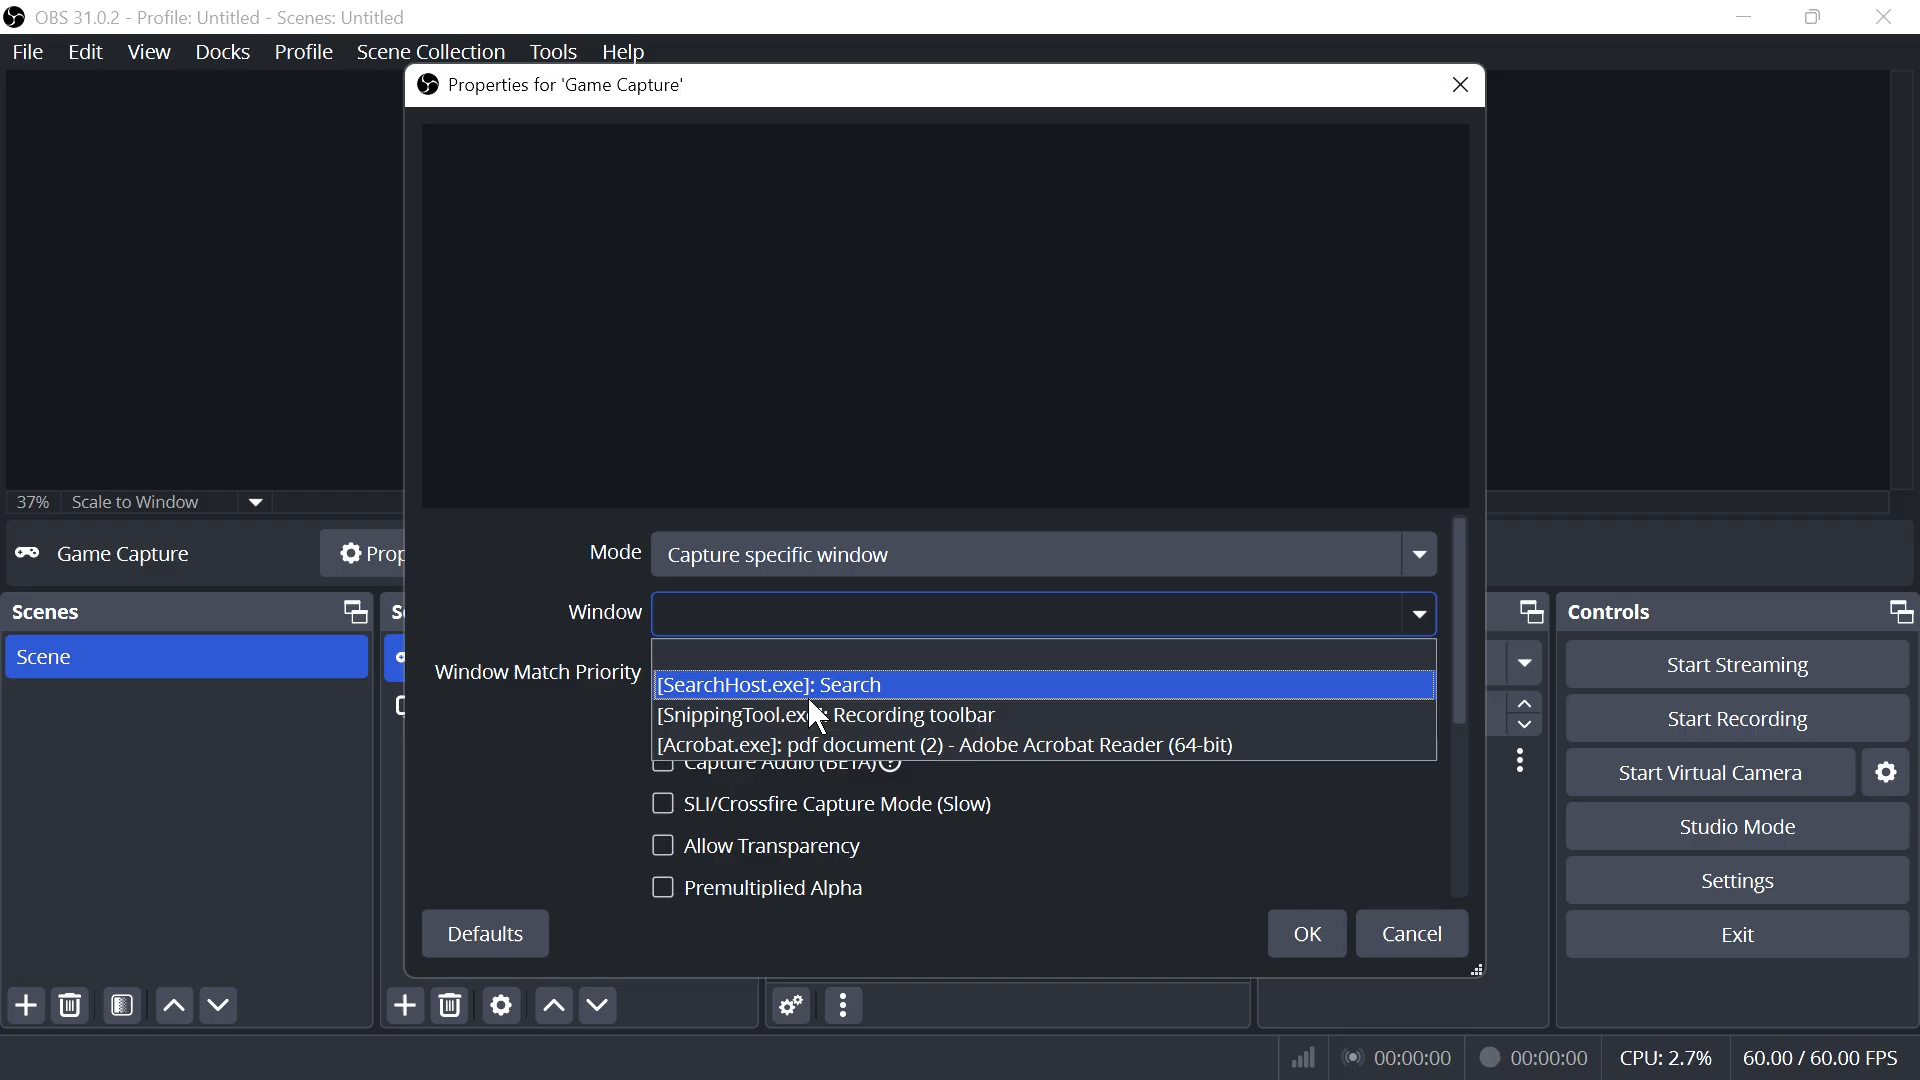 OBS 31.0.2 - Profile: Untitled - Scenes: Untitled
File Edit View Docks Profile Scene Collection Tools Help
Properties for 'Game Capture'
37% Scale to Window
Game Capture
Prop
Mode Capture specific window
Window
Window Match Priority
[SearchHost.exe]: Search
[SnippingTool.exe]: Recording toolbar
[Acrobat.exe]: pdf document (2) - Adobe Acrobat Reader (64-bit)
Capture Audio (BETA)
SLI/Crossfire Capture Mode (Slow)
Allow Transparency
Premultiplied Alpha
Defaults
OK
Cancel
Scenes
Scene
Controls
Start Streaming
Start Recording
Start Virtual Camera
Studio Mode
Settings
Exit
00:00:00
00:00:00
CPU: 2.7%
60.00 / 60.00 FPS